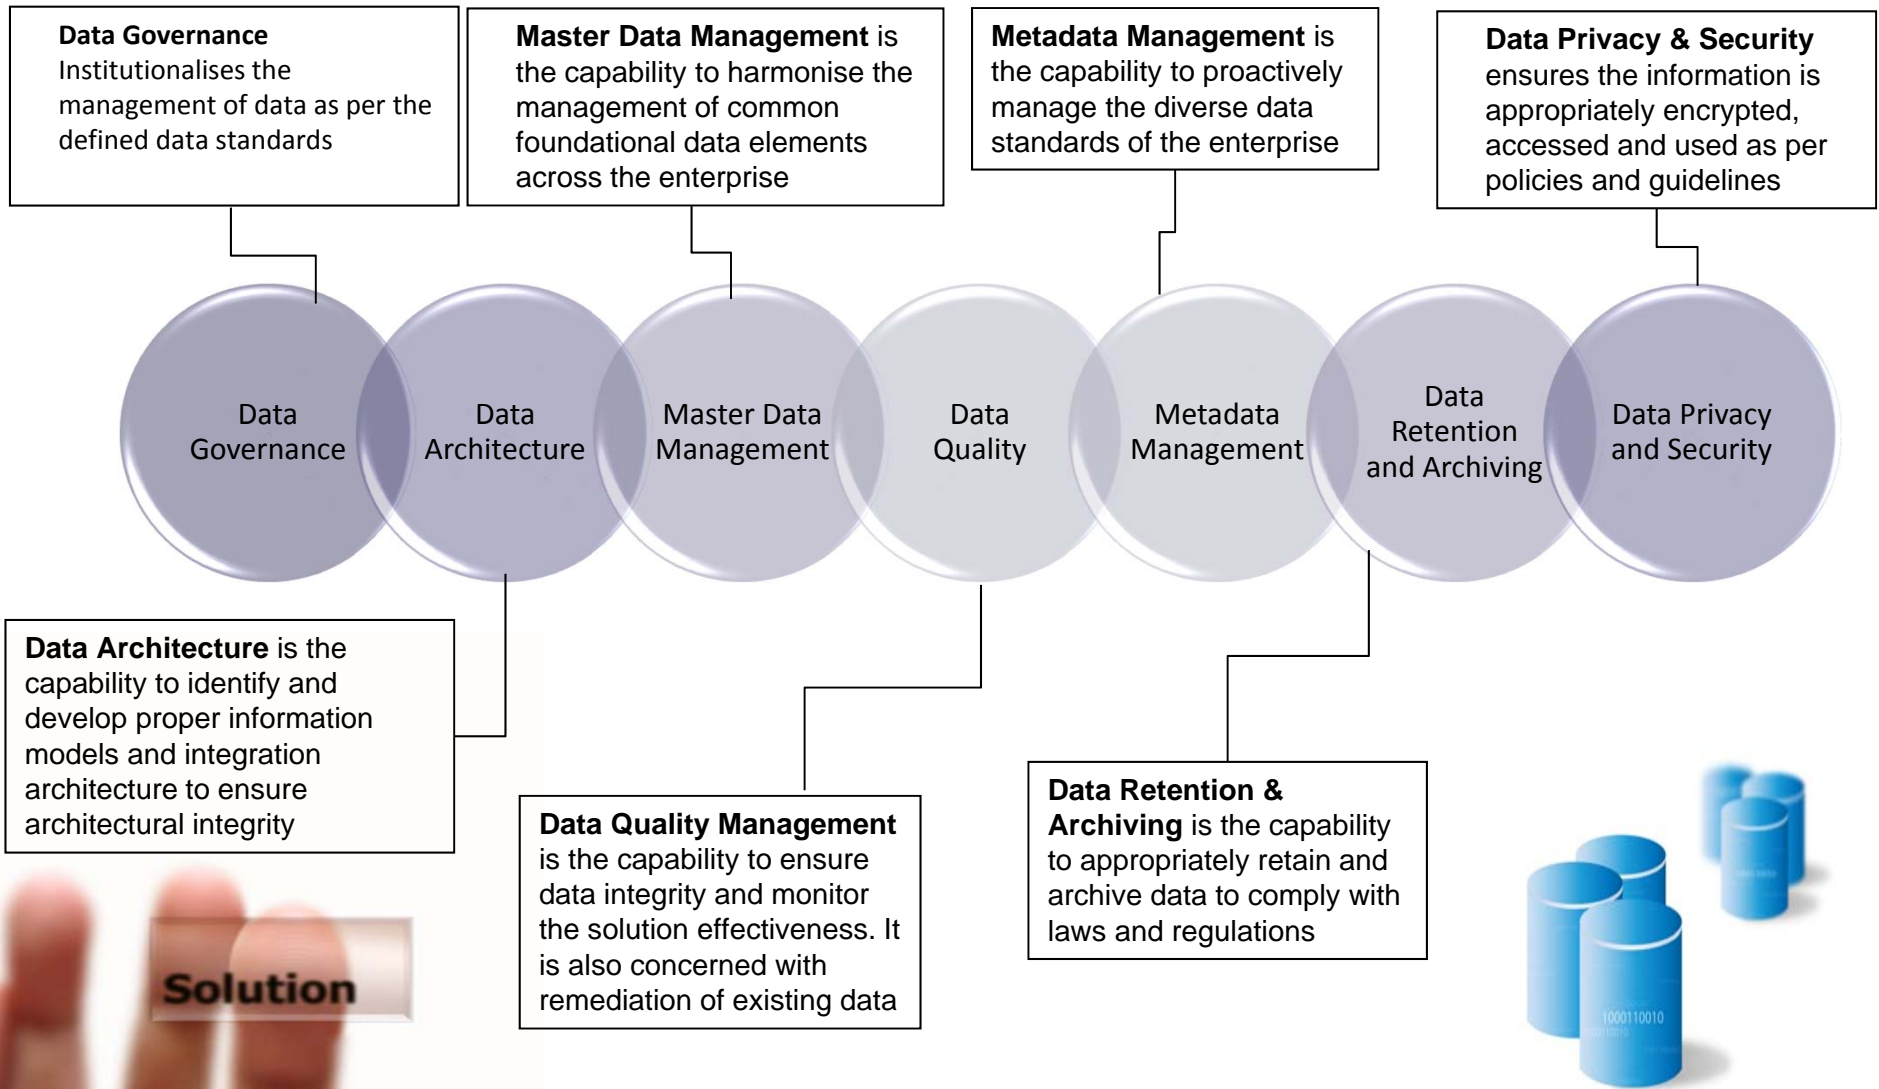 Data Governance
Institutionalises the
management of data as per the
defined data standards
Master Data Management is
the capability to harmonise the
management of common
foundational data elements
across the enterprise
Metadata Management is
the capability to proactively
manage the diverse data
standards of the enterprise
Data Privacy & Security
ensures the information is
appropriately encrypted,
accessed and used as per
policies and guidelines
Data
Governance
Data
Architecture
Master Data
Management
Data
Quality
Metadata
Management
Data
Retention
and Archiving
Data Privacy
and Security
Data Architecture is the
capability to identify and
develop proper information
models and integration
architecture to ensure
architectural integrity
Data Quality Management
is the capability to ensure
data integrity and monitor
the solution effectiveness. It
is also concerned with
remediation of existing data
Data Retention &
Archiving is the capability
to appropriately retain and
archive data to comply with
laws and regulations
Solution
1000110010